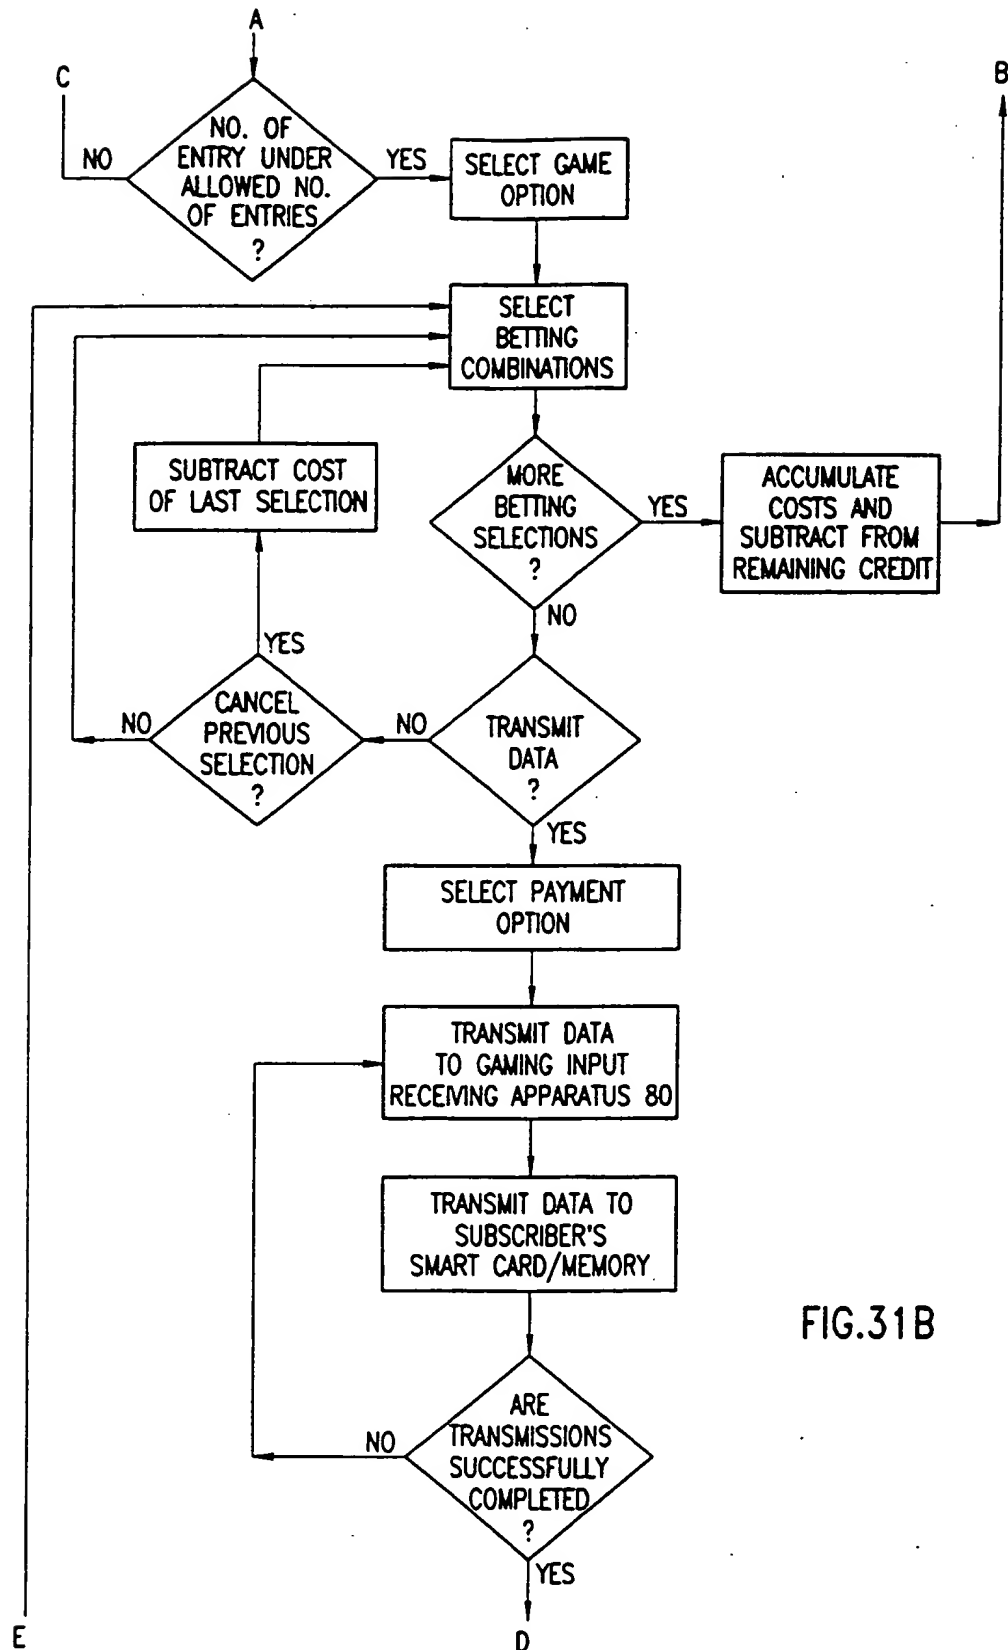 A
C
B
NO. OF
ENTRY UNDER
ALLOWED NO.
OF ENTRIES
?
NO
YES
SELECT GAME
OPTION
SELECT
BETTING
COMBINATIONS
SUBTRACT COST
OF LAST SELECTION
MORE
BETTING
SELECTIONS
?
YES
ACCUMULATE
COSTS AND
SUBTRACT FROM
REMAINING CREDIT
NO
YES
CANCEL
PREVIOUS
SELECTION
?
NO
NO
TRANSMIT
DATA
?
YES
SELECT PAYMENT
OPTION
TRANSMIT DATA
TO GAMING INPUT
RECEIVING APPARATUS 80
TRANSMIT DATA TO
SUBSCRIBER'S
SMART CARD/MEMORY
FIG.31B
ARE
TRANSMISSIONS
SUCCESSFULLY
COMPLETED
?
NO
YES
E
D